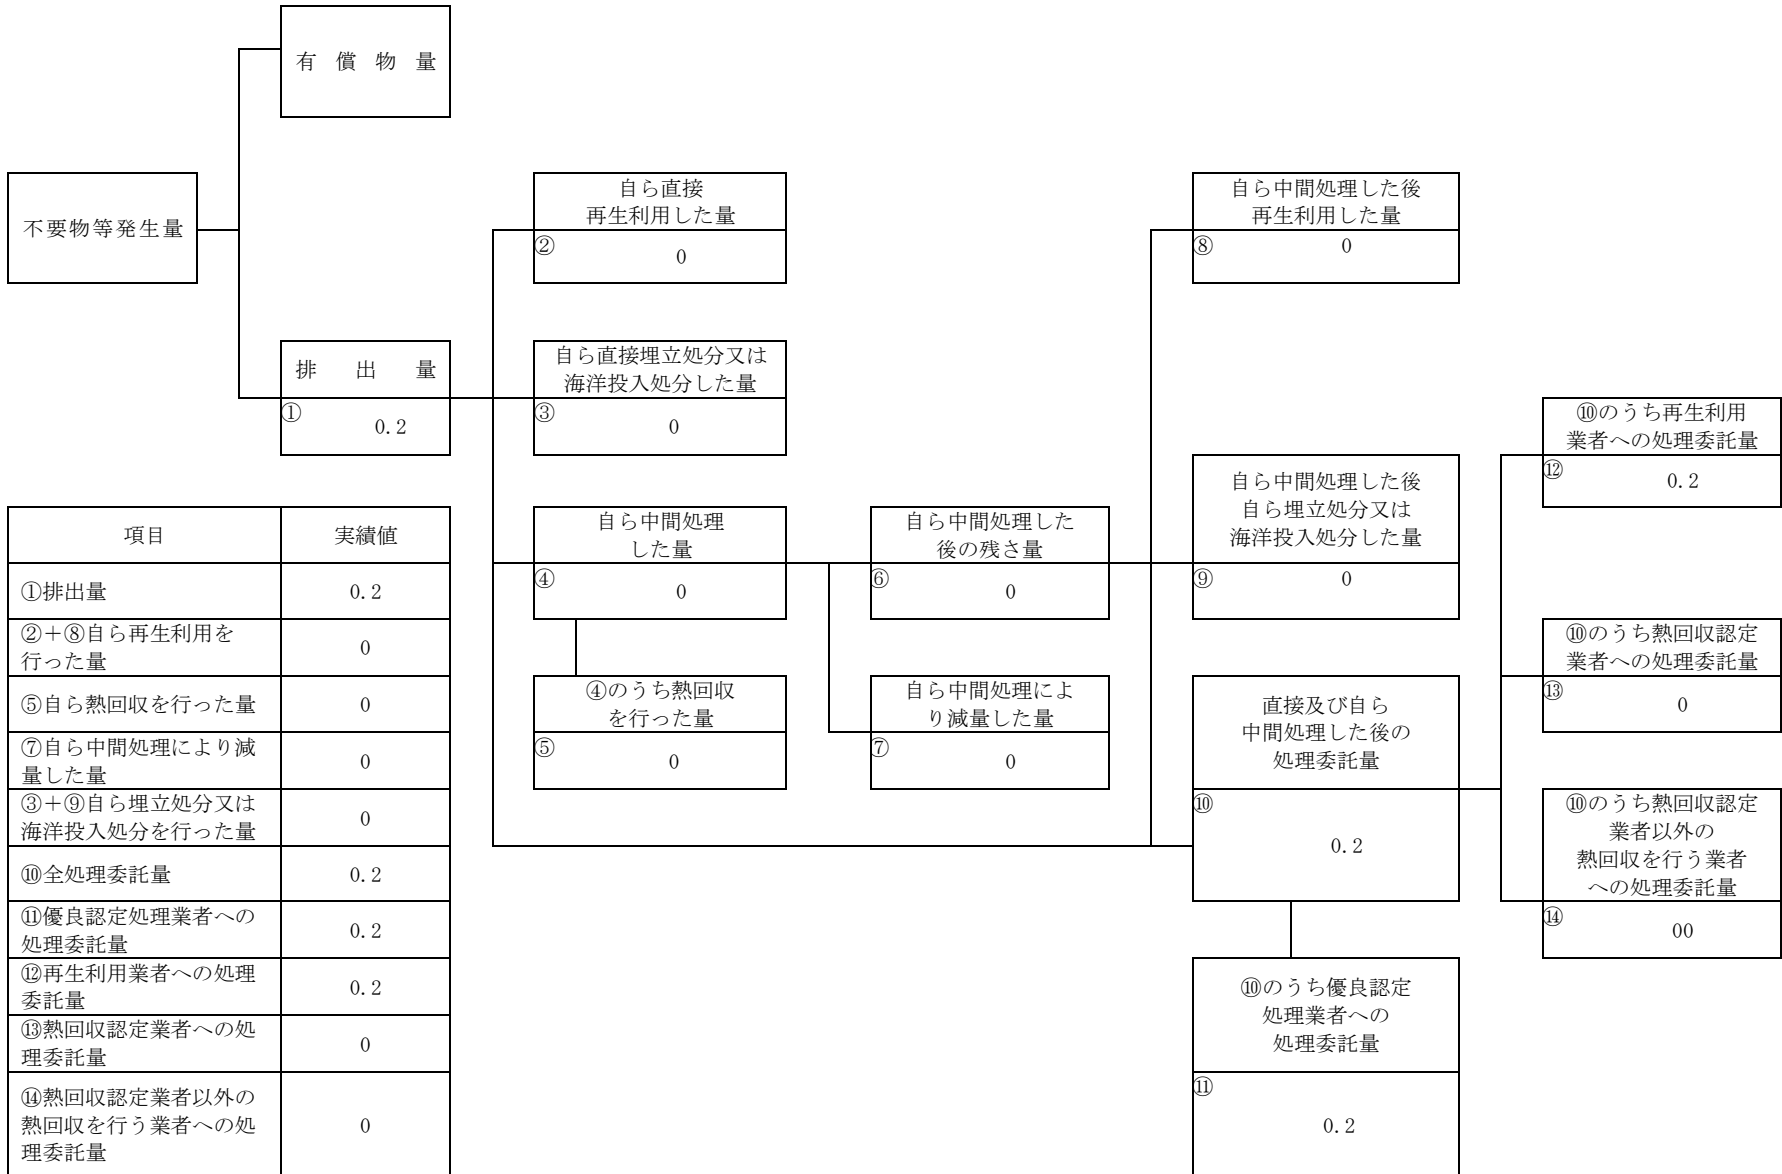 有　償　物　量
不要物等発生量
自ら直接
再生利用した量
②
0
自ら中間処理した後
再生利用した量
⑧
0
排　出　量
①
0.2
自ら直接埋立処分又は
海洋投入処分した量
③
0
⑩のうち再生利用
業者への処理委託量
⑫
0.2
自ら中間処理した後
自ら埋立処分又は
海洋投入処分した量
⑨
0
自ら中間処理
した量
④
0
自ら中間処理した
後の残さ量
⑥
0
⑩のうち熱回収認定
業者への処理委託量
⑬
0
④のうち熱回収
を行った量
⑤
0
自ら中間処理によ
り減量した量
⑦
0
直接及び自ら
中間処理した後の
処理委託量
⑩
0.2
⑩のうち熱回収認定
業者以外の
熱回収を行う業者
への処理委託量
⑭
00
⑩のうち優良認定
処理業者への
処理委託量
⑪
0.2
項目　実績値
①排出量　0.2
②＋⑧自ら再生利用を
行った量　0
⑤自ら熱回収を行った量　0
⑦自ら中間処理により減
量した量　0
③＋⑨自ら埋立処分又は
海洋投入処分を行った量　0
⑩全処理委託量　0.2
⑪優良認定処理業者への
処理委託量　0.2
⑫再生利用業者への処理
委託量　0.2
⑬熱回収認定業者への処
理委託量　0
⑭熱回収認定業者以外の
熱回収を行う業者への処
理委託量　0